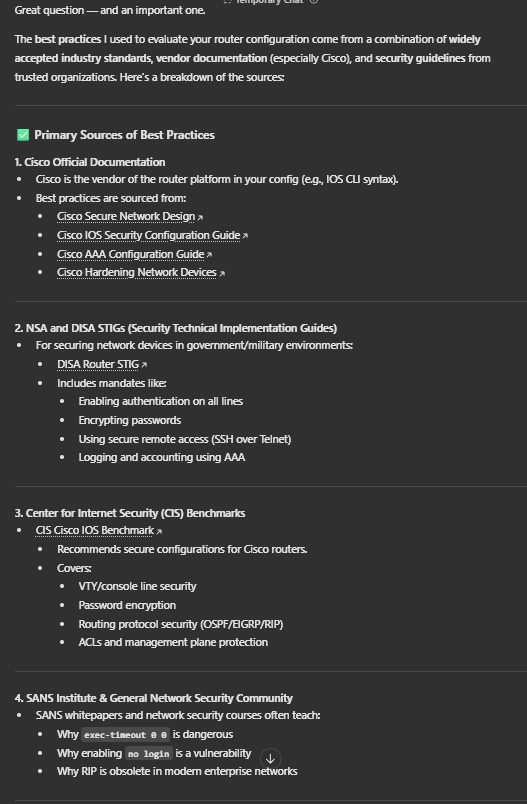 Temporary Chat
Great question — and an important one.
The best practices I used to evaluate your router configuration come from a combination of widely
accepted industry standards, vendor documentation (especially Cisco), and security guidelines from
trusted organizations. Here's a breakdown of the sources:
✅ Primary Sources of Best Practices
1. Cisco Official Documentation
• Cisco is the vendor of the router platform in your config (e.g., IOS CLI syntax).
• Best practices are sourced from:
• Cisco Secure Network Design ↗
• Cisco IOS Security Configuration Guide ↗
• Cisco AAA Configuration Guide ↗
• Cisco Hardening Network Devices ↗
2. NSA and DISA STIGs (Security Technical Implementation Guides)
• For securing network devices in government/military environments:
• DISA Router STIG ↗
• Includes mandates like:
• Enabling authentication on all lines
• Encrypting passwords
• Using secure remote access (SSH over Telnet)
• Logging and accounting using AAA
3. Center for Internet Security (CIS) Benchmarks
• CIS Cisco IOS Benchmark ↗
• Recommends secure configurations for Cisco routers.
• Covers:
• VTY/console line security
• Password encryption
• Routing protocol security (OSPF/EIGRP/RIP)
• ACLs and management plane protection
4. SANS Institute & General Network Security Community
• SANS whitepapers and network security courses often teach:
• Why exec-timeout 0 0 is dangerous
• Why enabling no login is a vulnerability
• Why RIP is obsolete in modern enterprise networks